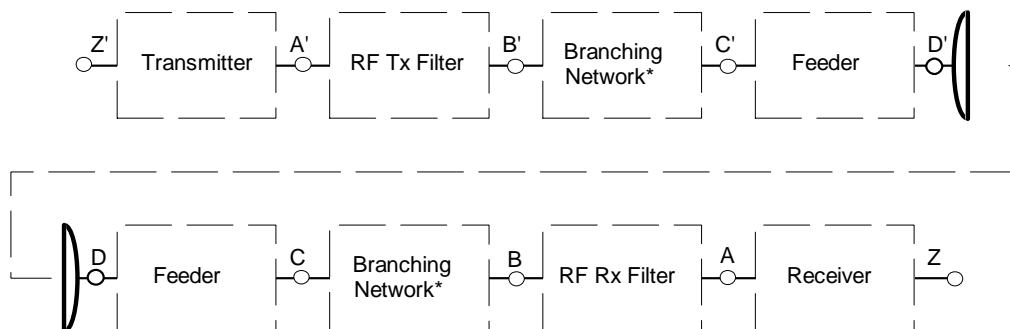 Z' Transmitter A' RF Tx Filter B' Branching Network* C' Feeder D'
D Feeder C Branching Network* B RF Rx Filter A Receiver Z